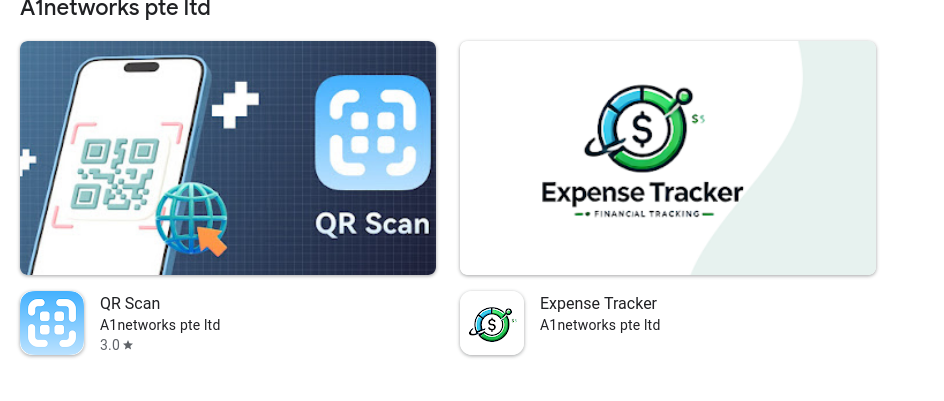 A1networks pte ltd
QR Scan
$
$$
Expense Tracker
FINANCIAL TRACKING
QR Scan
A1networks pte ltd
3.0 ★
Expense Tracker
A1networks pte ltd